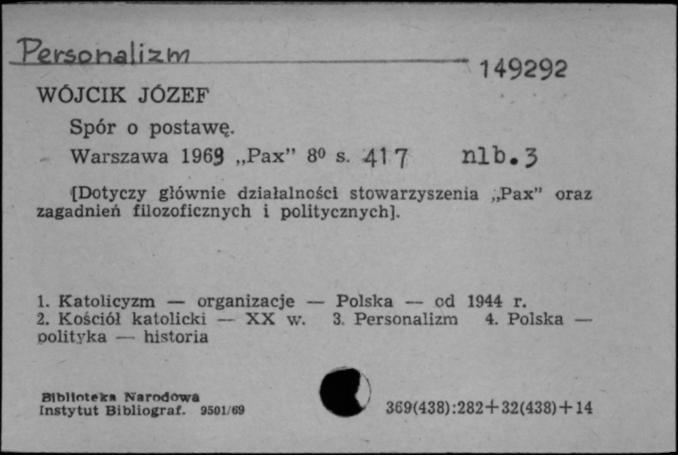 Personalizm
149292
WÓJCIK JÓZEF
Spór o postawę.
Warszawa 1969 „Pax” 8⁰ s. 417 nlb. 3
[Dotyczy głównie działalności stowarzyszenia „Pax” oraz
zagadnień filozoficznych i politycznych].
1. Katolicyzm — organizacje — Polska — od 1944 r.
2. Kościół katolicki — XX w. 3. Personalizm 4. Polska —
polityka — historia
Biblioteka Narodowa
Instytut Bibliograf. 9501/69
369(438):282+32(438)+14